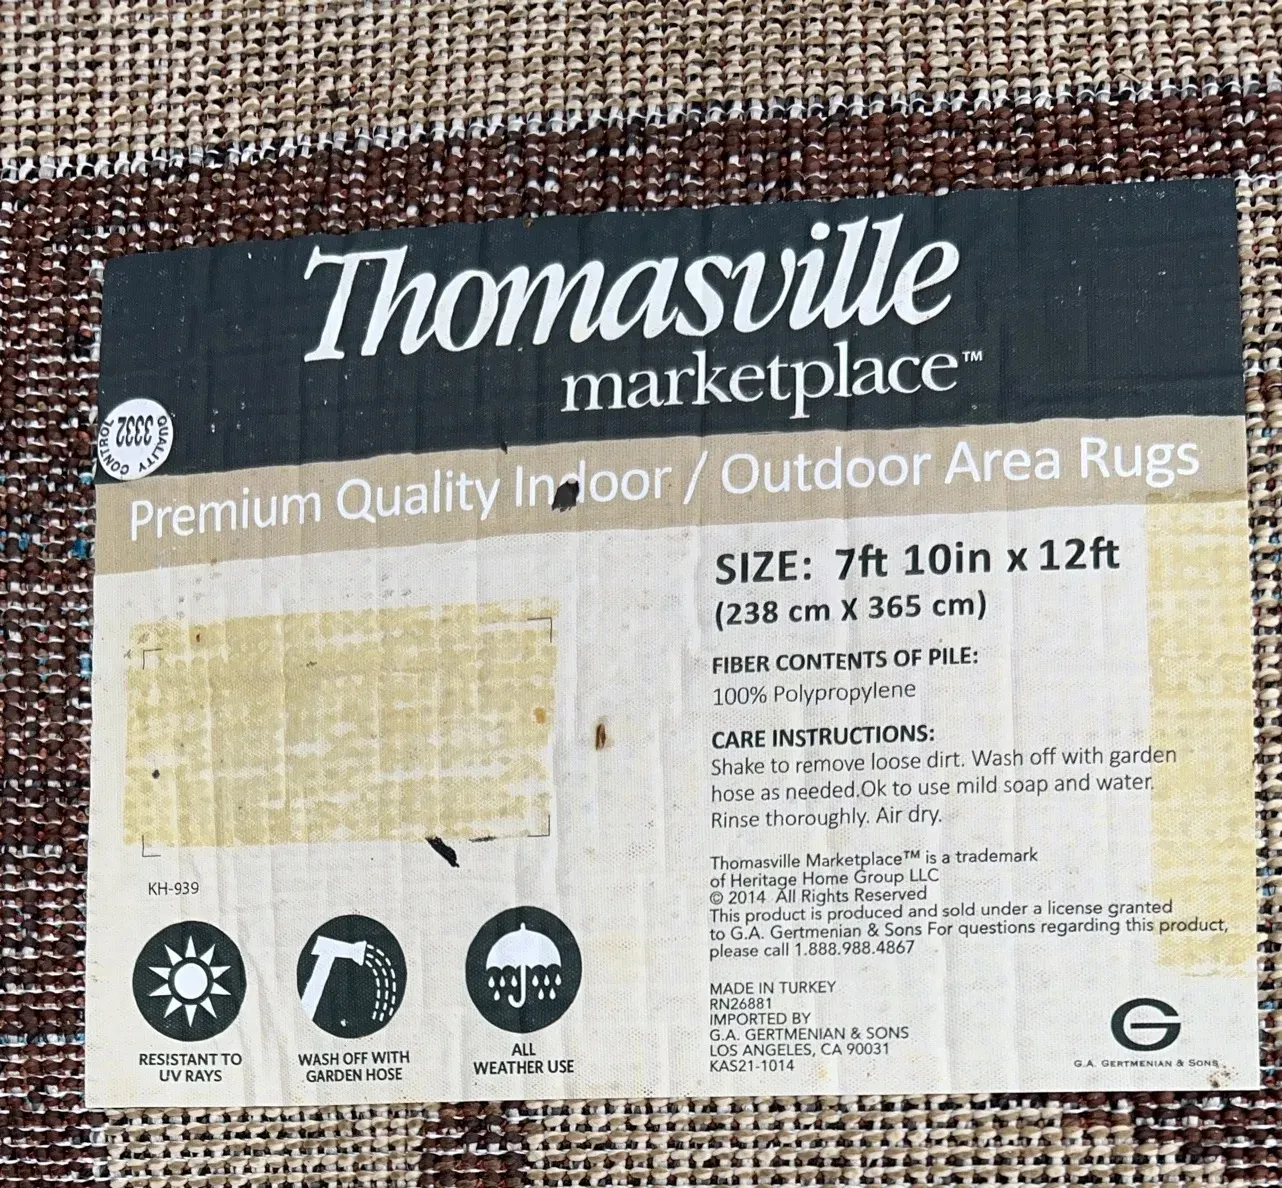 Thomasville
marketplace™
3332
QUALITY CONTROL
Premium Quality Indoor / Outdoor Area Rugs
SIZE: 7ft 10in x 12ft
(238 cm X 365 cm)
FIBER CONTENTS OF PILE:
100% Polypropylene
CARE INSTRUCTIONS:
Shake to remove loose dirt. Wash off with garden
hose as needed.Ok to use mild soap and water.
Rinse thoroughly. Air dry.
Thomasville Marketplace™ is a trademark
of Heritage Home Group LLC
© 2014 All Rights Reserved
This product is produced and sold under a license granted
to G.A. Gertmenian & Sons For questions regarding this product,
please call 1.888.988.4867
MADE IN TURKEY
RN26881
IMPORTED BY
G.A. GERTMENIAN & SONS
LOS ANGELES, CA 90031
KAS21-1014
KH-939
RESISTANT TO
UV RAYS
WASH OFF WITH
GARDEN HOSE
ALL
WEATHER USE
G
G.A. GERTMENIAN & SONS